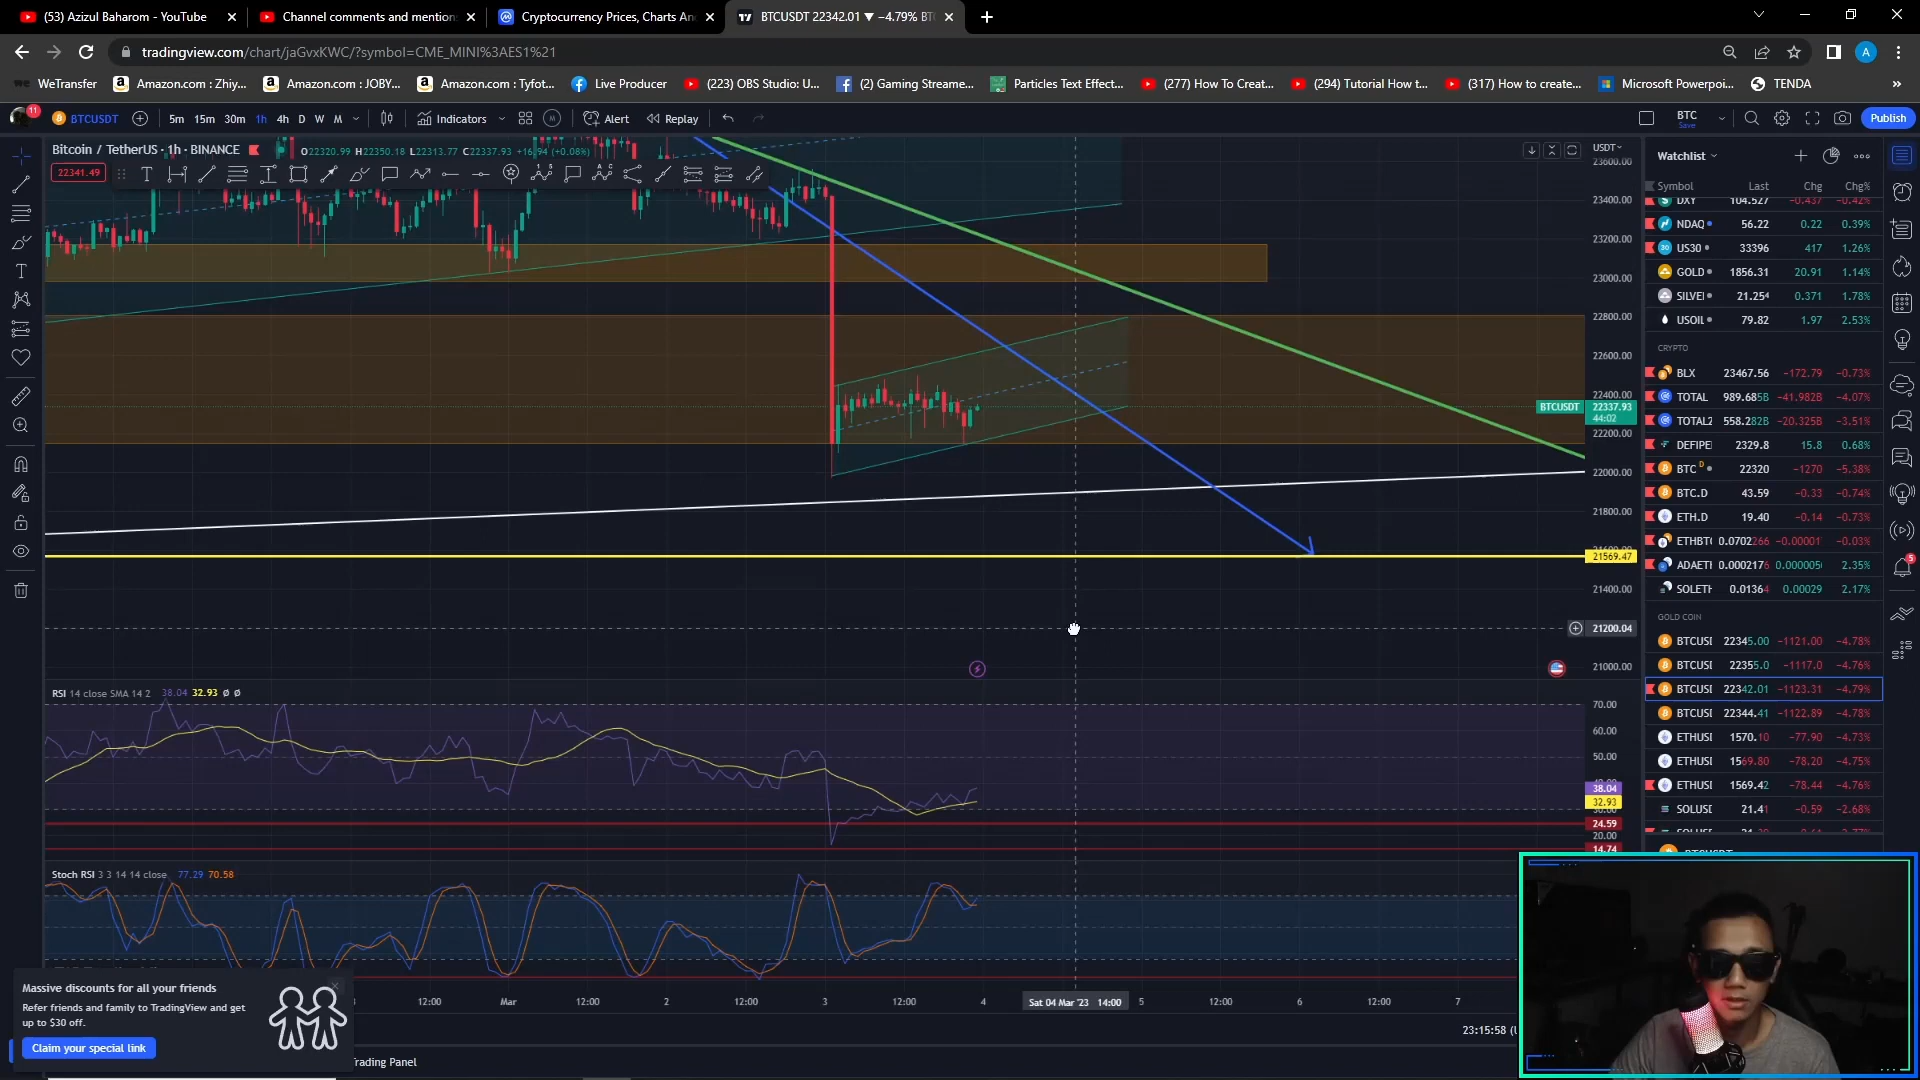 (53) Azizul Baharom - YouTube
Channel comments and mention
Cryptocurrency Prices, Charts An
BTCUSDT 22342.01 ▼ −4.79% BT
tradingview.com/chart/jaGvxKWC/?symbol=CME_MINI%3AES1%21
A
WeTransfer
Amazon.com : Zhiy...
Amazon.com : JOBY...
Amazon.com : Tyfot...
Live Producer
(223) OBS Studio: U...
(2) Gaming Streame...
Particles Text Effect...
(277) How To Creat...
(294) Tutorial How t...
(317) How to create...
Microsoft Powerpoi...
TENDA
11
BTCUSDT
5m 15m 30m 1h 4h D W M
Indicators
Alert
Replay
BTC
Save
Publish
Bitcoin / TetherUS · 1h · BINANCE
O22320.99 H22350.18 L22313.77 C22337.93 +16.94 (+0.08%)
22341.49
USDT
23600.00
23400.00
23200.00
23000.00
22800.00
22600.00
22400.00
BTCUSDT 22337.93
44:02
22200.00
22000.00
21800.00
21569.47
21400.00
21200.04
21000.00
RSI 14 close SMA 14 2 38.04 32.93 Ø Ø
70.00
60.00
50.00
38.04
32.93
24.59
20.00
14.74
Stoch RSI 3 3 14 14 close 77.29 70.58
12:00 Mar 12:00 2 12:00 3 12:00 4 Sat 04 Mar '23 14:00 5 12:00 6 12:00 7
23:15:58 (U
Trading Panel
Massive discounts for all your friends
Refer friends and family to TradingView and get
up to $30 off.
Claim your special link
Watchlist
Symbol Last Chg Chg%
DXY 104.527 −0.437 −0.42%
NDAQ 56.22 0.22 0.39%
US30 33396 417 1.26%
GOLD 1856.31 20.91 1.14%
SILVE 21.254 0.371 1.78%
USOIL 79.82 1.97 2.53%
CRYPTO
BLX 23467.56 −172.79 −0.73%
TOTAL 989.685B −41.982B −4.07%
TOTAL2 558.282B −20.325B −3.51%
DEFIPE 2329.8 15.8 0.68%
BTC D 22320 −1270 −5.38%
BTC.D 43.59 −0.33 −0.74%
ETH.D 19.40 −0.14 −0.73%
ETHBT 0.0702266 −0.00001 −0.03%
ADAET 0.0002176 0.000005 2.35%
SOLET 0.01364 0.00029 2.17%
GOLD COIN
BTCUS 22345.00 −1121.00 −4.78%
BTCUS 22355.0 −1117.0 −4.76%
BTCUS 22342.01 −1123.31 −4.79%
BTCUS 22344.41 −1122.89 −4.78%
ETHUS 1570.10 −77.90 −4.73%
ETHUS 1569.80 −78.20 −4.75%
ETHUS 1569.42 −78.44 −4.76%
SOLUS 21.41 −0.59 −2.68%
5